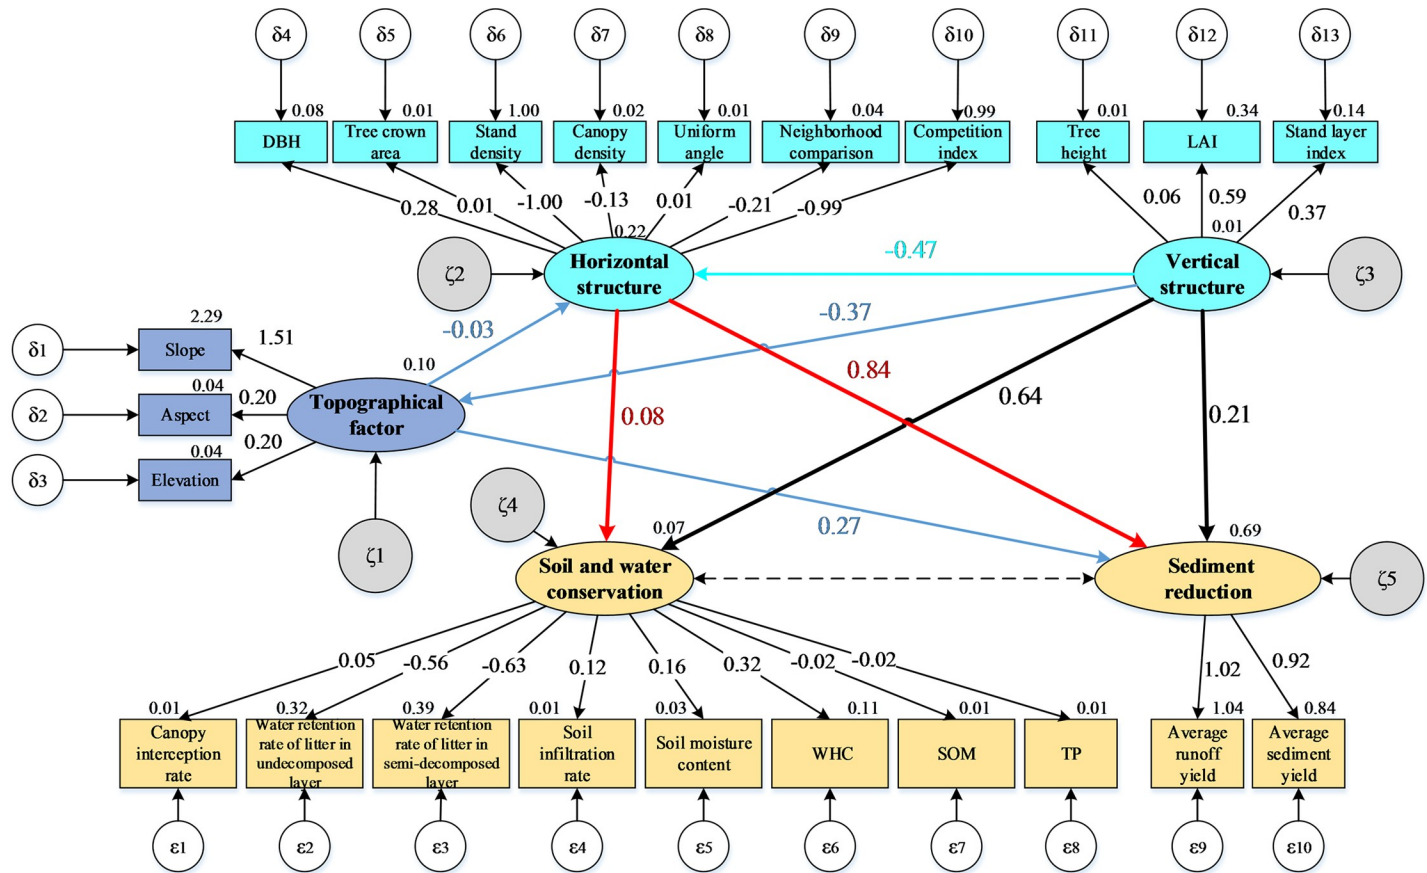 δ4
δ5
δ6
δ7
δ8
δ9
δ10
δ11
δ12
δ13
0.08
0.01
1.00
0.02
0.01
0.04
0.99
0.01
0.34
0.14
DBH
Tree crown
area
Stand
density
Canopy
density
Uniform
angle
Neighborhood
comparison
Competition
index
Tree
height
LAI
Stand layer
index
0.28
0.01
-1.00
-0.13
0.01
-0.21
-0.99
0.06
0.59
0.37
0.22
0.01
ζ2
Horizontal
structure
-0.47
Vertical
structure
ζ3
-0.03
-0.37
2.29
δ1
Slope
1.51
0.10
0.84
0.04
δ2
Aspect
0.20
Topographical
factor
0.08
0.64
0.21
0.20
0.04
δ3
Elevation
ζ4
ζ1
0.27
0.07
0.69
Soil and water
conservation
Sediment
reduction
ζ5
0.05
-0.56
-0.63
0.12
0.16
0.32
-0.02
-0.02
1.02
0.92
0.01
0.32
0.39
0.01
0.03
0.11
0.01
0.01
1.04
0.84
Canopy
interception
rate
Water retention
rate of litter in
undecomposed
layer
Water retention
rate of litter in
semi-decomposed
layer
Soil
infiltration
rate
Soil moisture
content
WHC
SOM
TP
Average
runoff
yield
Average
sediment
yield
ε1
ε2
ε3
ε4
ε5
ε6
ε7
ε8
ε9
ε10